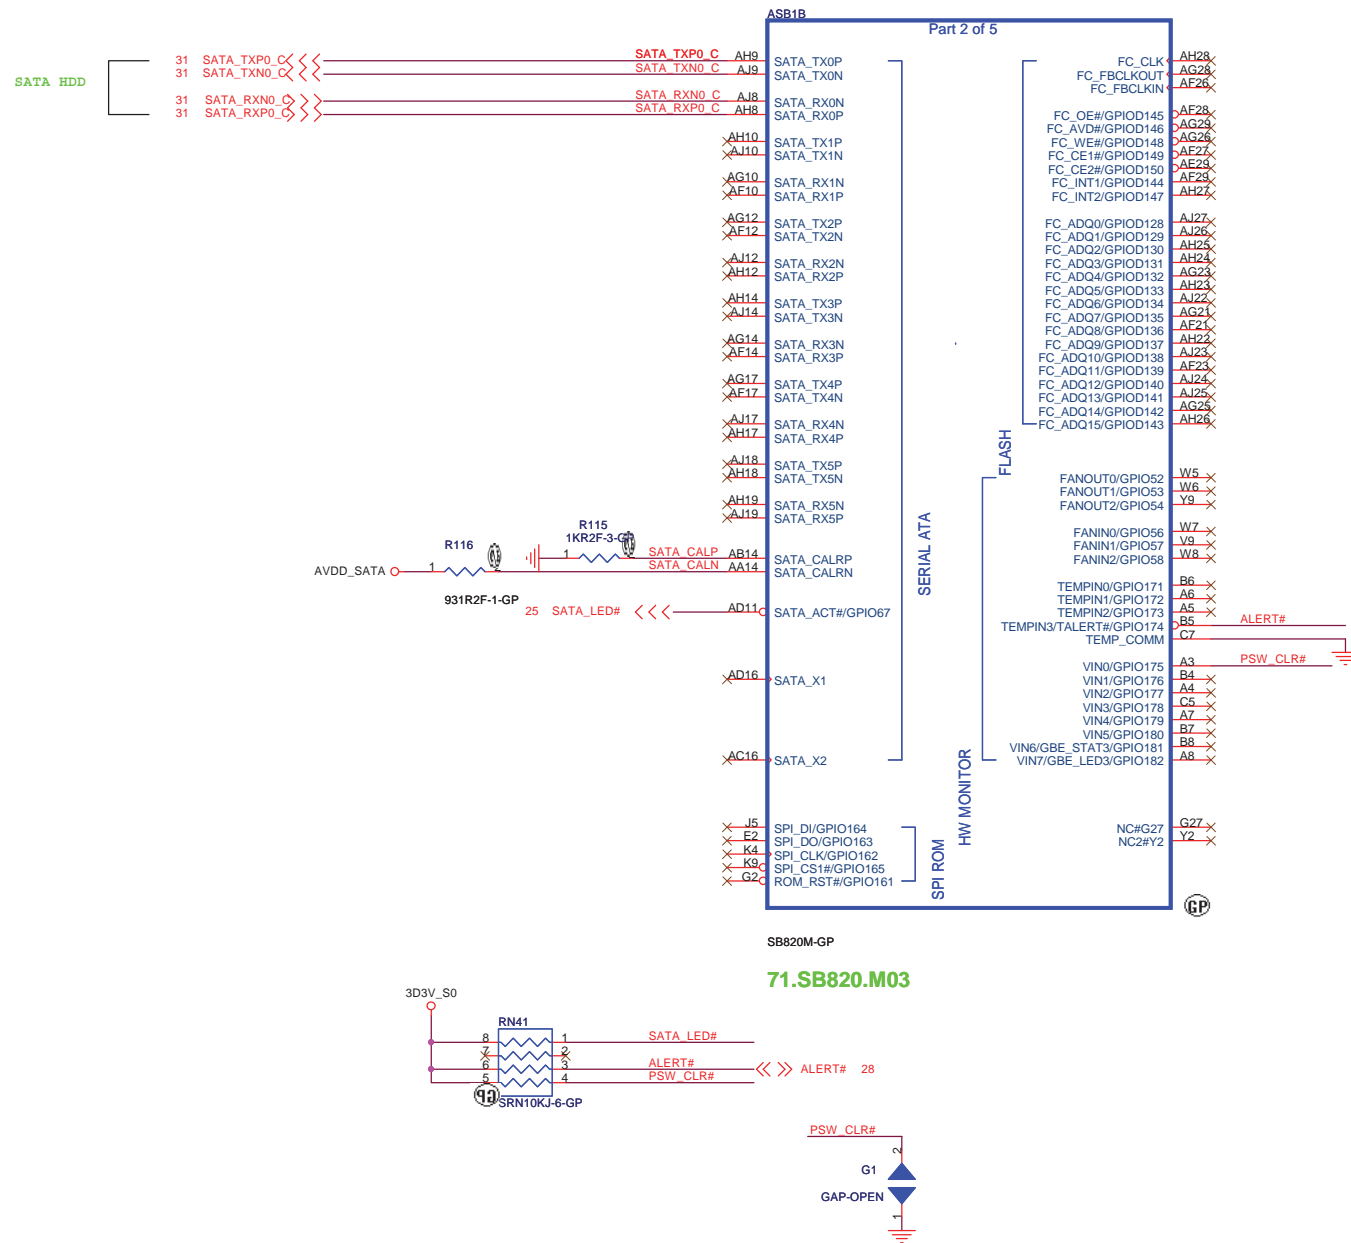 ASB1B
Part 2 of 5
SATA HDD
31 SATA_TXP0_C SATA_TXP0_C AH9 SATA_TX0P
31 SATA_TXN0_C SATA_TXN0_C AJ9 SATA_TX0N
31 SATA_RXN0_C SATA_RXN0_C AJ8 SATA_RX0N
31 SATA_RXP0_C SATA_RXP0_C AH8 SATA_RX0P
AH10 SATA_TX1P
AJ10 SATA_TX1N
AG10 SATA_RX1N
AF10 SATA_RX1P
AG12 SATA_TX2P
AF12 SATA_TX2N
AJ12 SATA_RX2N
AH12 SATA_RX2P
AH14 SATA_TX3P
AJ14 SATA_TX3N
AG14 SATA_RX3N
AF14 SATA_RX3P
AG17 SATA_TX4P
AF17 SATA_TX4N
AJ17 SATA_RX4N
AH17 SATA_RX4P
AJ18 SATA_TX5P
AH18 SATA_TX5N
AH19 SATA_RX5N
AJ19 SATA_RX5P
R115
1KR2F-3-GP
1 2 SATA_CALP AB14 SATA_CALRP
R116
AVDD_SATA 1 2 SATA_CALN AA14 SATA_CALRN
931R2F-1-GP
25 SATA_LED# AD11 SATA_ACT#/GPIO67
AD16 SATA_X1
AC16 SATA_X2
SERIAL ATA
J5 SPI_DI/GPIO164
E2 SPI_DO/GPIO163
K4 SPI_CLK/GPIO162
K9 SPI_CS1#/GPIO165
G2 ROM_RST#/GPIO161
SPI ROM
FC_CLK AH28
FC_FBCLKOUT AG28
FC_FBCLKIN AF26
FC_OE#/GPIOD145 AF28
FC_AVD#/GPIOD146 AG29
FC_WE#/GPIOD148 AG26
FC_CE1#/GPIOD149 AF27
FC_CE2#/GPIOD150 AE29
FC_INT1/GPIOD144 AF29
FC_INT2/GPIOD147 AH27
FC_ADQ0/GPIOD128 AJ27
FC_ADQ1/GPIOD129 AJ26
FC_ADQ2/GPIOD130 AH25
FC_ADQ3/GPIOD131 AH24
FC_ADQ4/GPIOD132 AG23
FC_ADQ5/GPIOD133 AH23
FC_ADQ6/GPIOD134 AJ22
FC_ADQ7/GPIOD135 AG21
FC_ADQ8/GPIOD136 AF21
FC_ADQ9/GPIOD137 AH22
FC_ADQ10/GPIOD138 AJ23
FC_ADQ11/GPIOD139 AF23
FC_ADQ12/GPIOD140 AJ24
FC_ADQ13/GPIOD141 AJ25
FC_ADQ14/GPIOD142 AG25
FC_ADQ15/GPIOD143 AH26
FLASH
FANOUT0/GPIO52 W5
FANOUT1/GPIO53 W6
FANOUT2/GPIO54 Y9
FANIN0/GPIO56 W7
FANIN1/GPIO57 V9
FANIN2/GPIO58 W8
TEMPIN0/GPIO171 B6
TEMPIN1/GPIO172 A6
TEMPIN2/GPIO173 A5
TEMPIN3/TALERT#/GPIO174 B5 ALERT#
TEMP_COMM C7
VIN0/GPIO175 A3 PSW_CLR#
VIN1/GPIO176 B4
VIN2/GPIO177 A4
VIN3/GPIO178 C5
VIN4/GPIO179 A7
VIN5/GPIO180 B7
VIN6/GBE_STAT3/GPIO181 B8
VIN7/GBE_LED3/GPIO182 A8
HW MONITOR
NC#G27 G27
NC2#Y2 Y2
GP
SB820M-GP
71.SB820.M03
3D3V_S0
RN41
8 1 SATA_LED#
7 2
6 3 ALERT# ALERT# 28
5 4 PSW_CLR#
GP
SRN10KJ-6-GP
PSW_CLR#
2
G1
GAP-OPEN
1